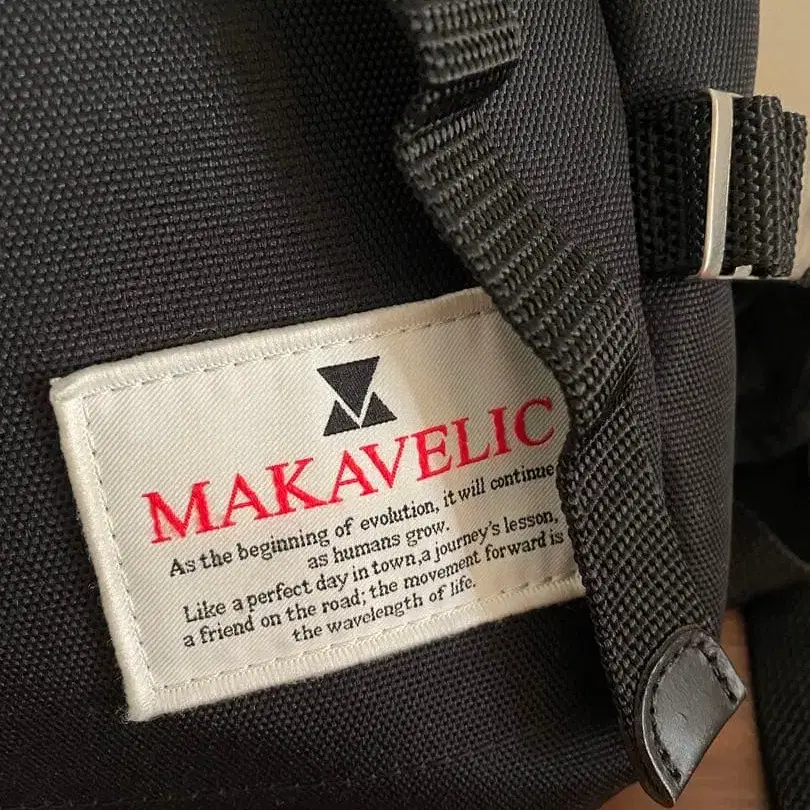 MAKAVELIC
As the beginning of evolution, it will continue
as humans grow.
Like a perfect day in town, a journey's lesson,
a friend on the road; the movement forward is
the wavelength of life.